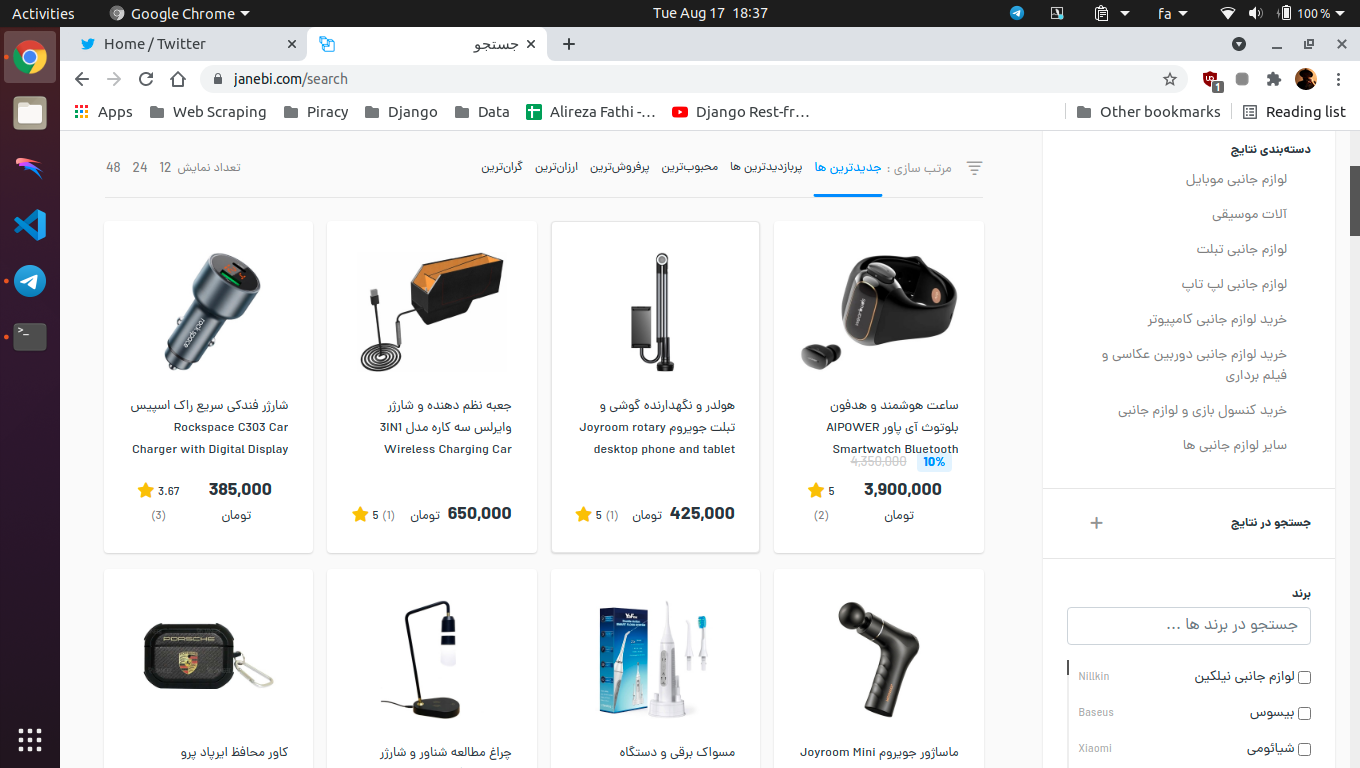 Activities
Google Chrome
Tue Aug 17 18:37
fa
100 %
Home / Twitter
جستجو
janebi.com/search
1
Apps
Web Scraping
Piracy
Django
Data
Alireza Fathi -…
Django Rest-fr…
Other bookmarks
Reading list
مرتب سازی : جدیدترین ها پربازدیدترین ها محبوب‌ترین پرفروش‌ترین ارزان‌ترین گران‌ترین
تعداد نمایش 12 24 48
ساعت هوشمند و هدفون
بلوتوث آی پاور AIPOWER
Smartwatch Bluetooth
4,350,000 10%
5 3,900,000
(2) تومان
هولدر و نگهدارنده گوشی و
تبلت جویروم Joyroom rotary
desktop phone and tablet
5 (1) تومان 425,000
جعبه نظم دهنده و شارژر
وایرلس سه کاره مدل 3IN1
Wireless Charging Car
5 (1) تومان 650,000
rock space
شارژر فندکی سریع راک اسپیس
Rockspace C303 Car
Charger with Digital Display
3.67 385,000
(3) تومان
ماساژور جویروم Joyroom Mini
مسواک برقی و دستگاه
چراغ مطالعه شناور و شارژر
PORSCHE
کاور محافظ ایرپاد پرو
دسته‌بندی نتایج
لوازم جانبی موبایل
آلات موسیقی
لوازم جانبی تبلت
لوازم جانبی لپ تاپ
خرید لوازم جانبی کامپیوتر
خرید لوازم جانبی دوربین عکاسی و
فیلم برداری
خرید کنسول بازی و لوازم جانبی
سایر لوازم جانبی ها
جستجو در نتایج
برند
جستجو در برند ها ...
لوازم جانبی نیلکین Nillkin
بیسوس Baseus
شیائومی Xiaomi